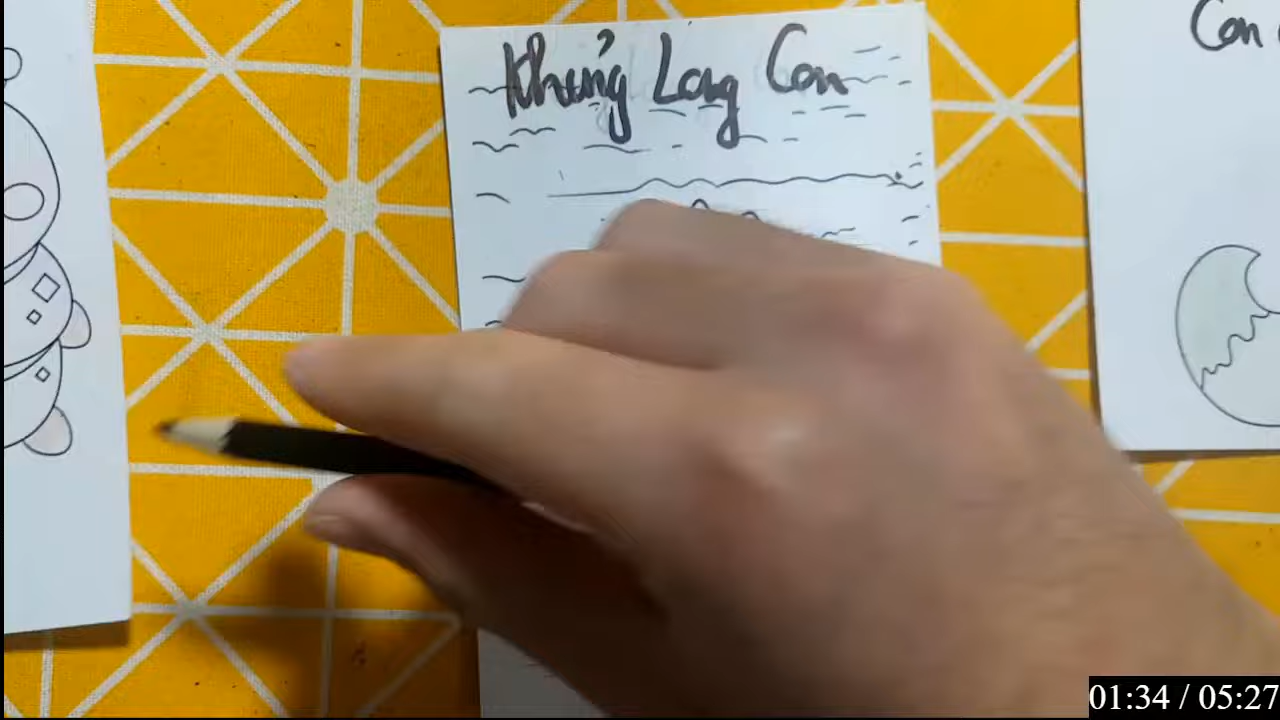 Khủng Long Con
Con
01:34 / 05:27